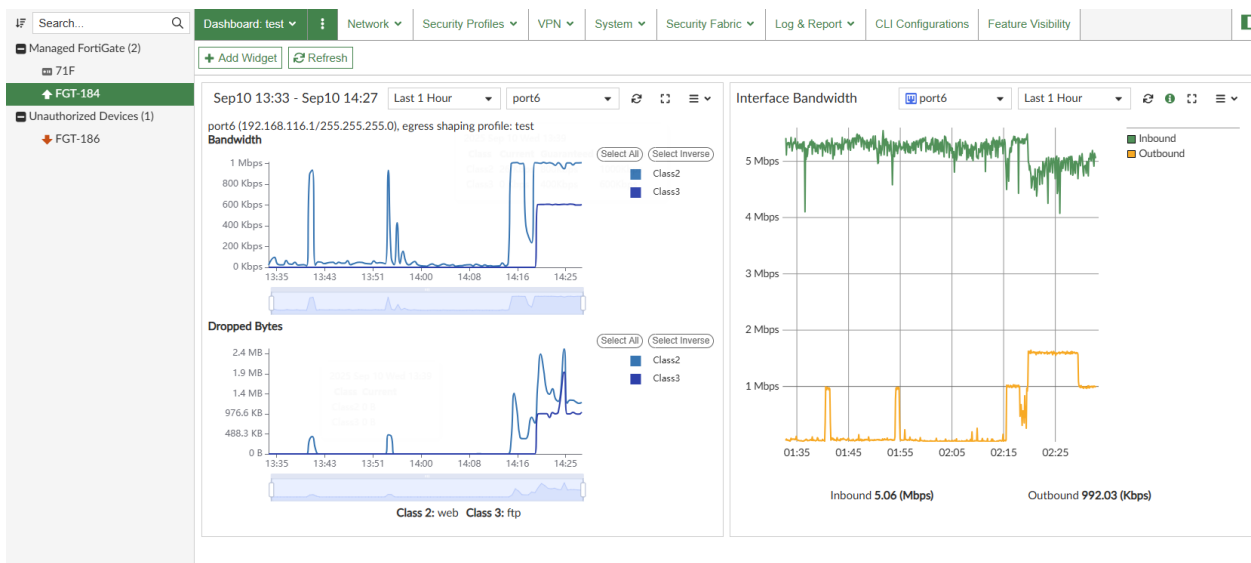 Search...
Dashboard: test
Network
Security Profiles
VPN
System
Security Fabric
Log & Report
CLI Configurations
Feature Visibility
Managed FortiGate (2)
71F
FGT-184
Unauthorized Devices (1)
FGT-186
+ Add Widget
Refresh
Sep10 13:33 - Sep10 14:27
Last 1 Hour
port6
port6 (192.168.116.1/255.255.255.0), egress shaping profile: test
Bandwidth
Select All
Select Inverse
Class2
Class3
1 Mbps
800 Kbps
600 Kbps
400 Kbps
200 Kbps
0 Kbps
13:35 13:43 13:51 14:00 14:08 14:16 14:25
Dropped Bytes
Select All
Select Inverse
Class2
Class3
2.4 MB
1.9 MB
1.4 MB
976.6 KB
488.3 KB
0 B
13:35 13:43 13:51 14:00 14:08 14:16 14:25
Class 2: web Class 3: ftp
Interface Bandwidth
port6
Last 1 Hour
Inbound
Outbound
5 Mbps
4 Mbps
3 Mbps
2 Mbps
1 Mbps
01:35 01:45 01:55 02:05 02:15 02:25
Inbound 5.06 (Mbps)
Outbound 992.03 (Kbps)